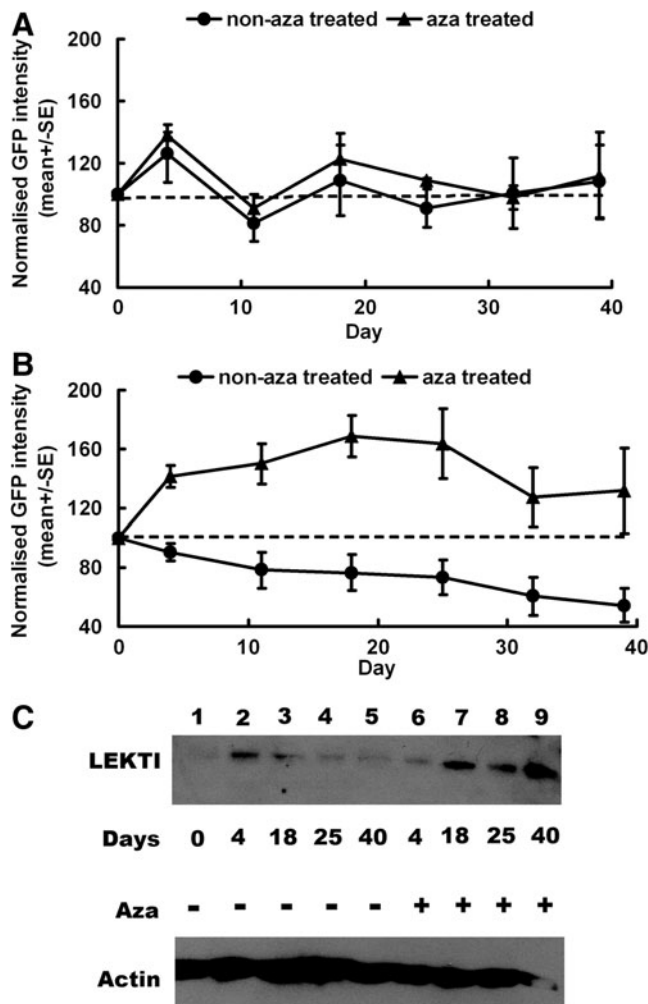 A
non-aza treated
aza treated
Normalised GFP intensity
(mean+/-SE)
200
160
120
80
40
0 10 20 30 40
Day
B
non-aza treated
aza treated
Normalised GFP intensity
(mean+/-SE)
200
160
120
80
40
0 10 20 30 40
Day
C
1 2 3 4 5 6 7 8 9
LEKTI
Days 0 4 18 25 40 4 18 25 40
Aza - - - - - + + + +
Actin